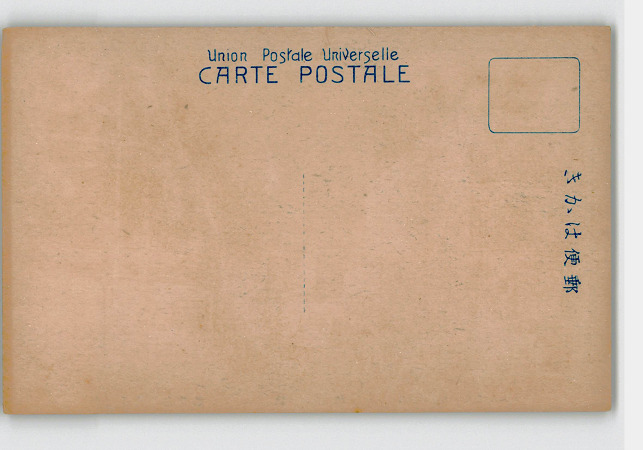 Union Postale Universelle
CARTE POSTALE
きかは便郵